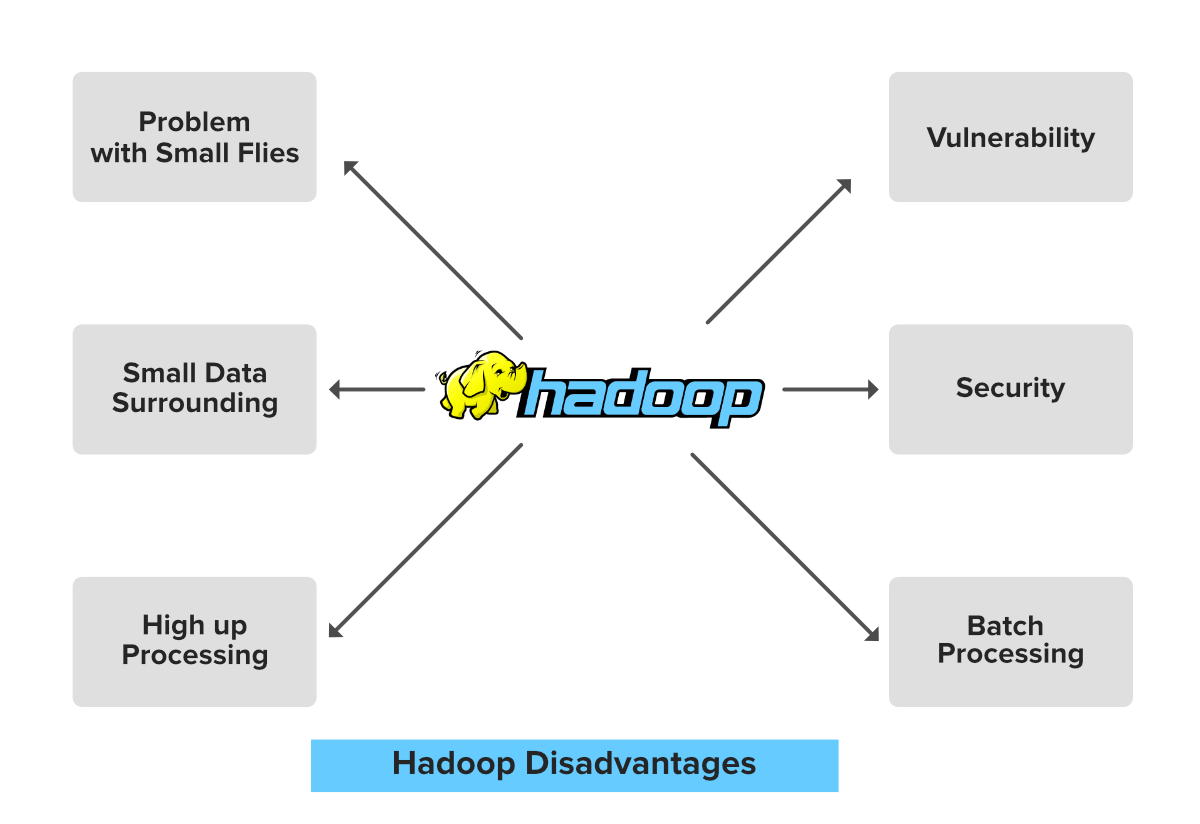 Problem
with Small Flies
Vulnerability
Small Data
Surrounding
hadoop
Security
High up
Processing
Batch
Processing
Hadoop Disadvantages